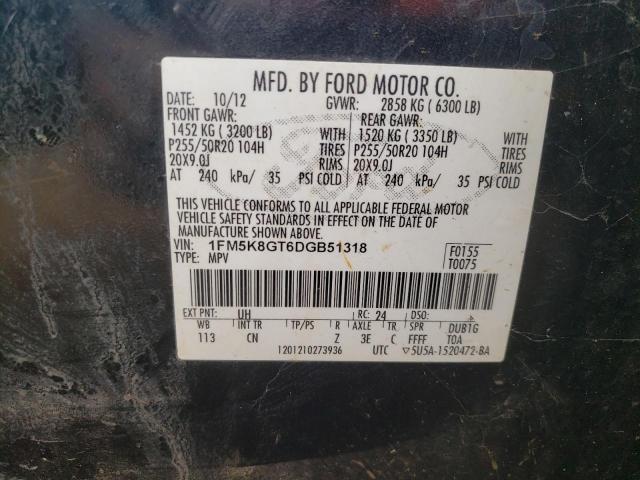 MFD. BY FORD MOTOR CO.
DATE: 10/12 GVWR: 2858 KG ( 6300 LB)
FRONT GAWR: REAR GAWR:
1452 KG ( 3200 LB) WITH 1520 KG ( 3350 LB) WITH
P255/50R20 104H TIRES P255/50R20 104H TIRES
20X9.0J RIMS 20X9.0J RIMS
AT 240 kPa/ 35 PSI COLD AT 240 kPa/ 35 PSI COLD
THIS VEHICLE CONFORMS TO ALL APPLICABLE FEDERAL MOTOR
VEHICLE SAFETY STANDARDS IN EFFECT ON THE DATE OF
MANUFACTURE SHOWN ABOVE.
VIN: 1FM5K8GT6DGB51318 F0155
TYPE: MPV T0075
EXT PNT: UH RC: 24 DSO:
WB INT TR TP/PS R AXLE TR SPR DUB1G
113 CN Z 3E C FFFF TOA
1201210273936 UTC 5U5A-1520472-BA